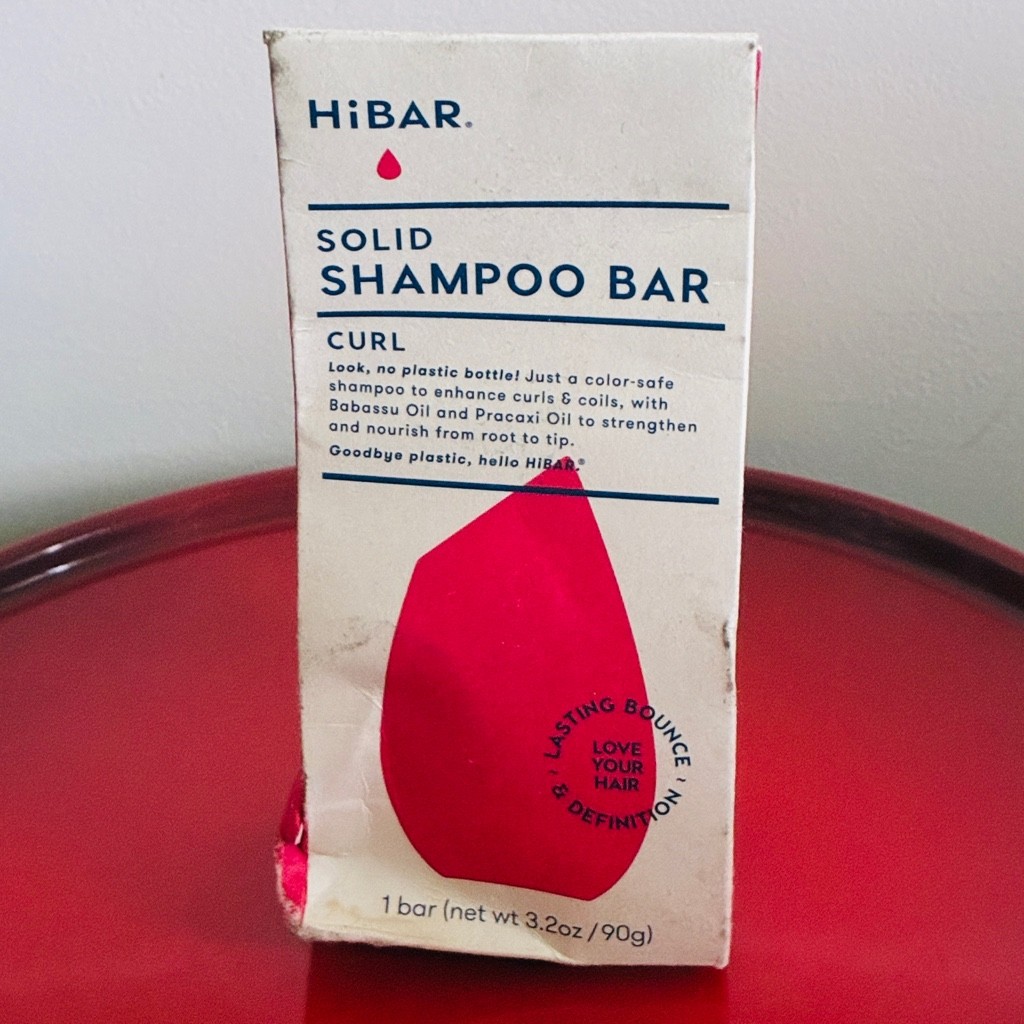 HiBAR®
SOLID
SHAMPOO BAR
CURL
Look, no plastic bottle! Just a color-safe
shampoo to enhance curls & coils, with
Babassu Oil and Pracaxi Oil to strengthen
and nourish from root to tip.
Goodbye plastic, hello HiBAR.®
~ LASTING BOUNCE ~
& DEFINITION
LOVE
YOUR
HAIR
1 bar (net wt 3.2oz / 90g)